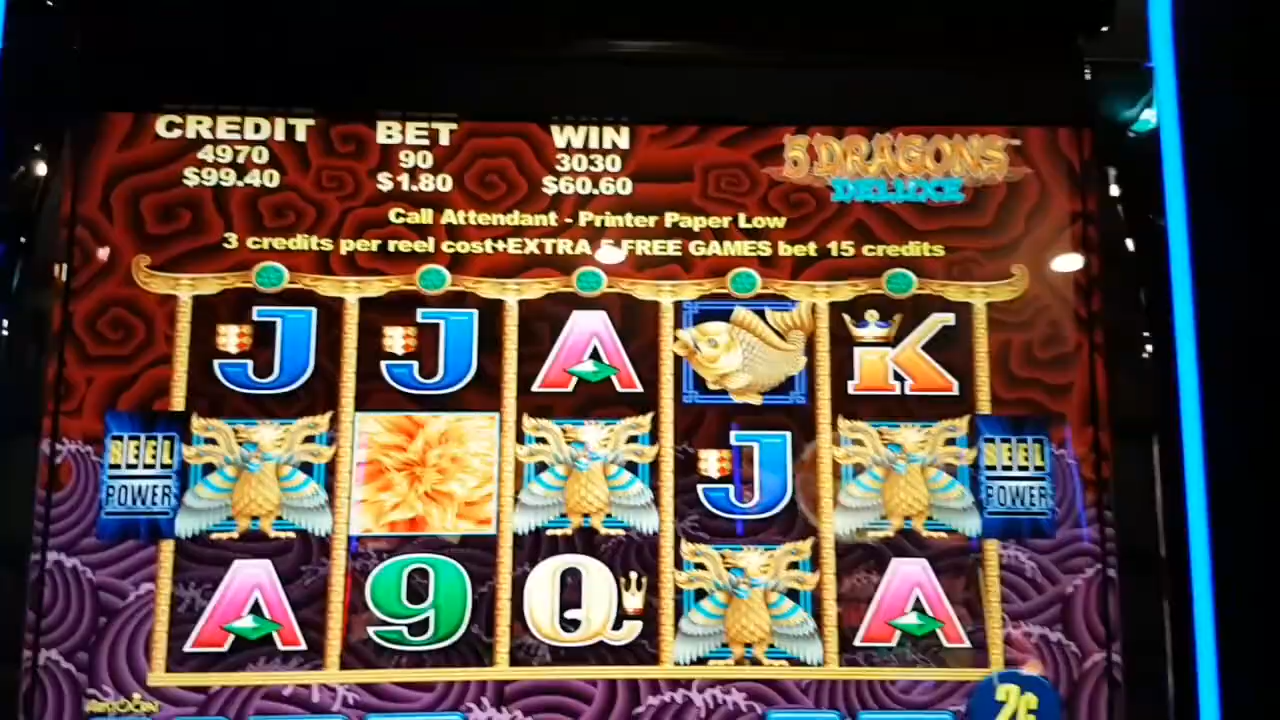 CREDIT BET WIN
4970 90 3030
$99.40 $1.80 $60.60
5 DRAGONS
DELUXE
Call Attendant - Printer Paper Low
3 credits per reel cost+EXTRA 5 FREE GAMES bet 15 credits
J J A K
REEL POWER
J
REEL POWER
A 9 Q A
2¢